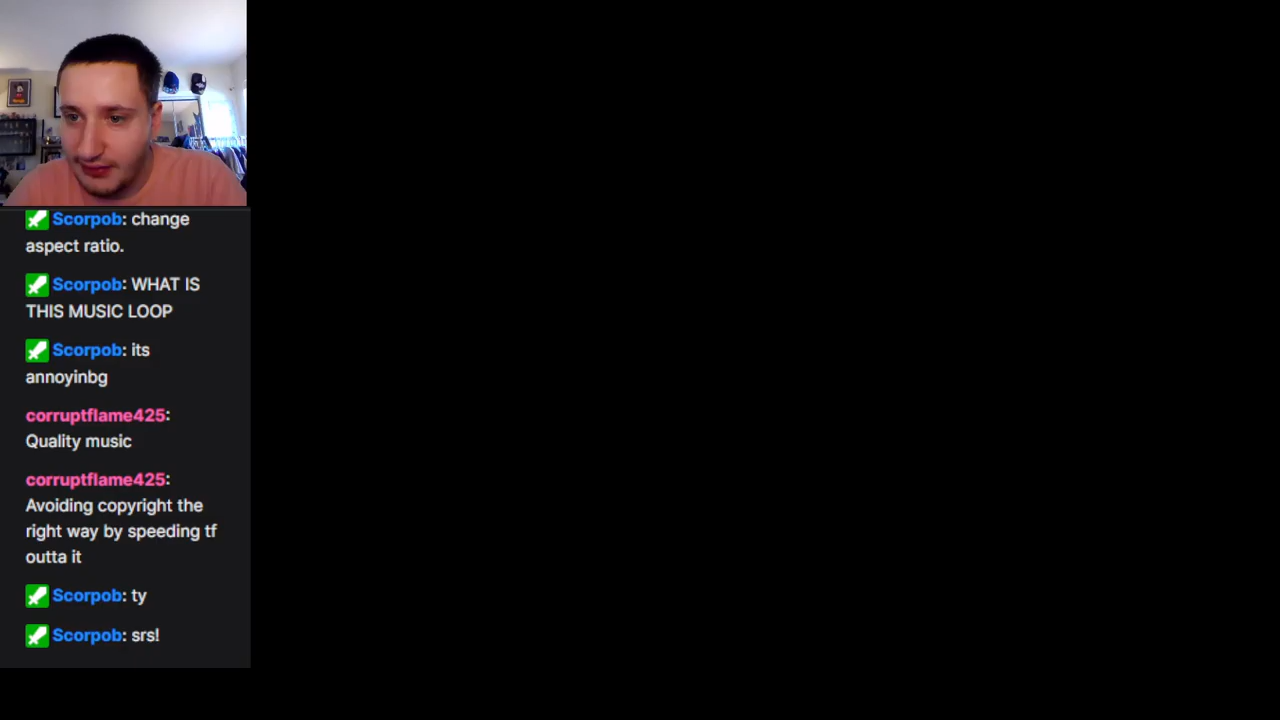 Scorpob: change
aspect ratio.
Scorpob: WHAT IS
THIS MUSIC LOOP
Scorpob: its
annoyinbg
corruptflame425:
Quality music
corruptflame425:
Avoiding copyright the
right way by speeding tf
outta it
Scorpob: ty
Scorpob: srs!